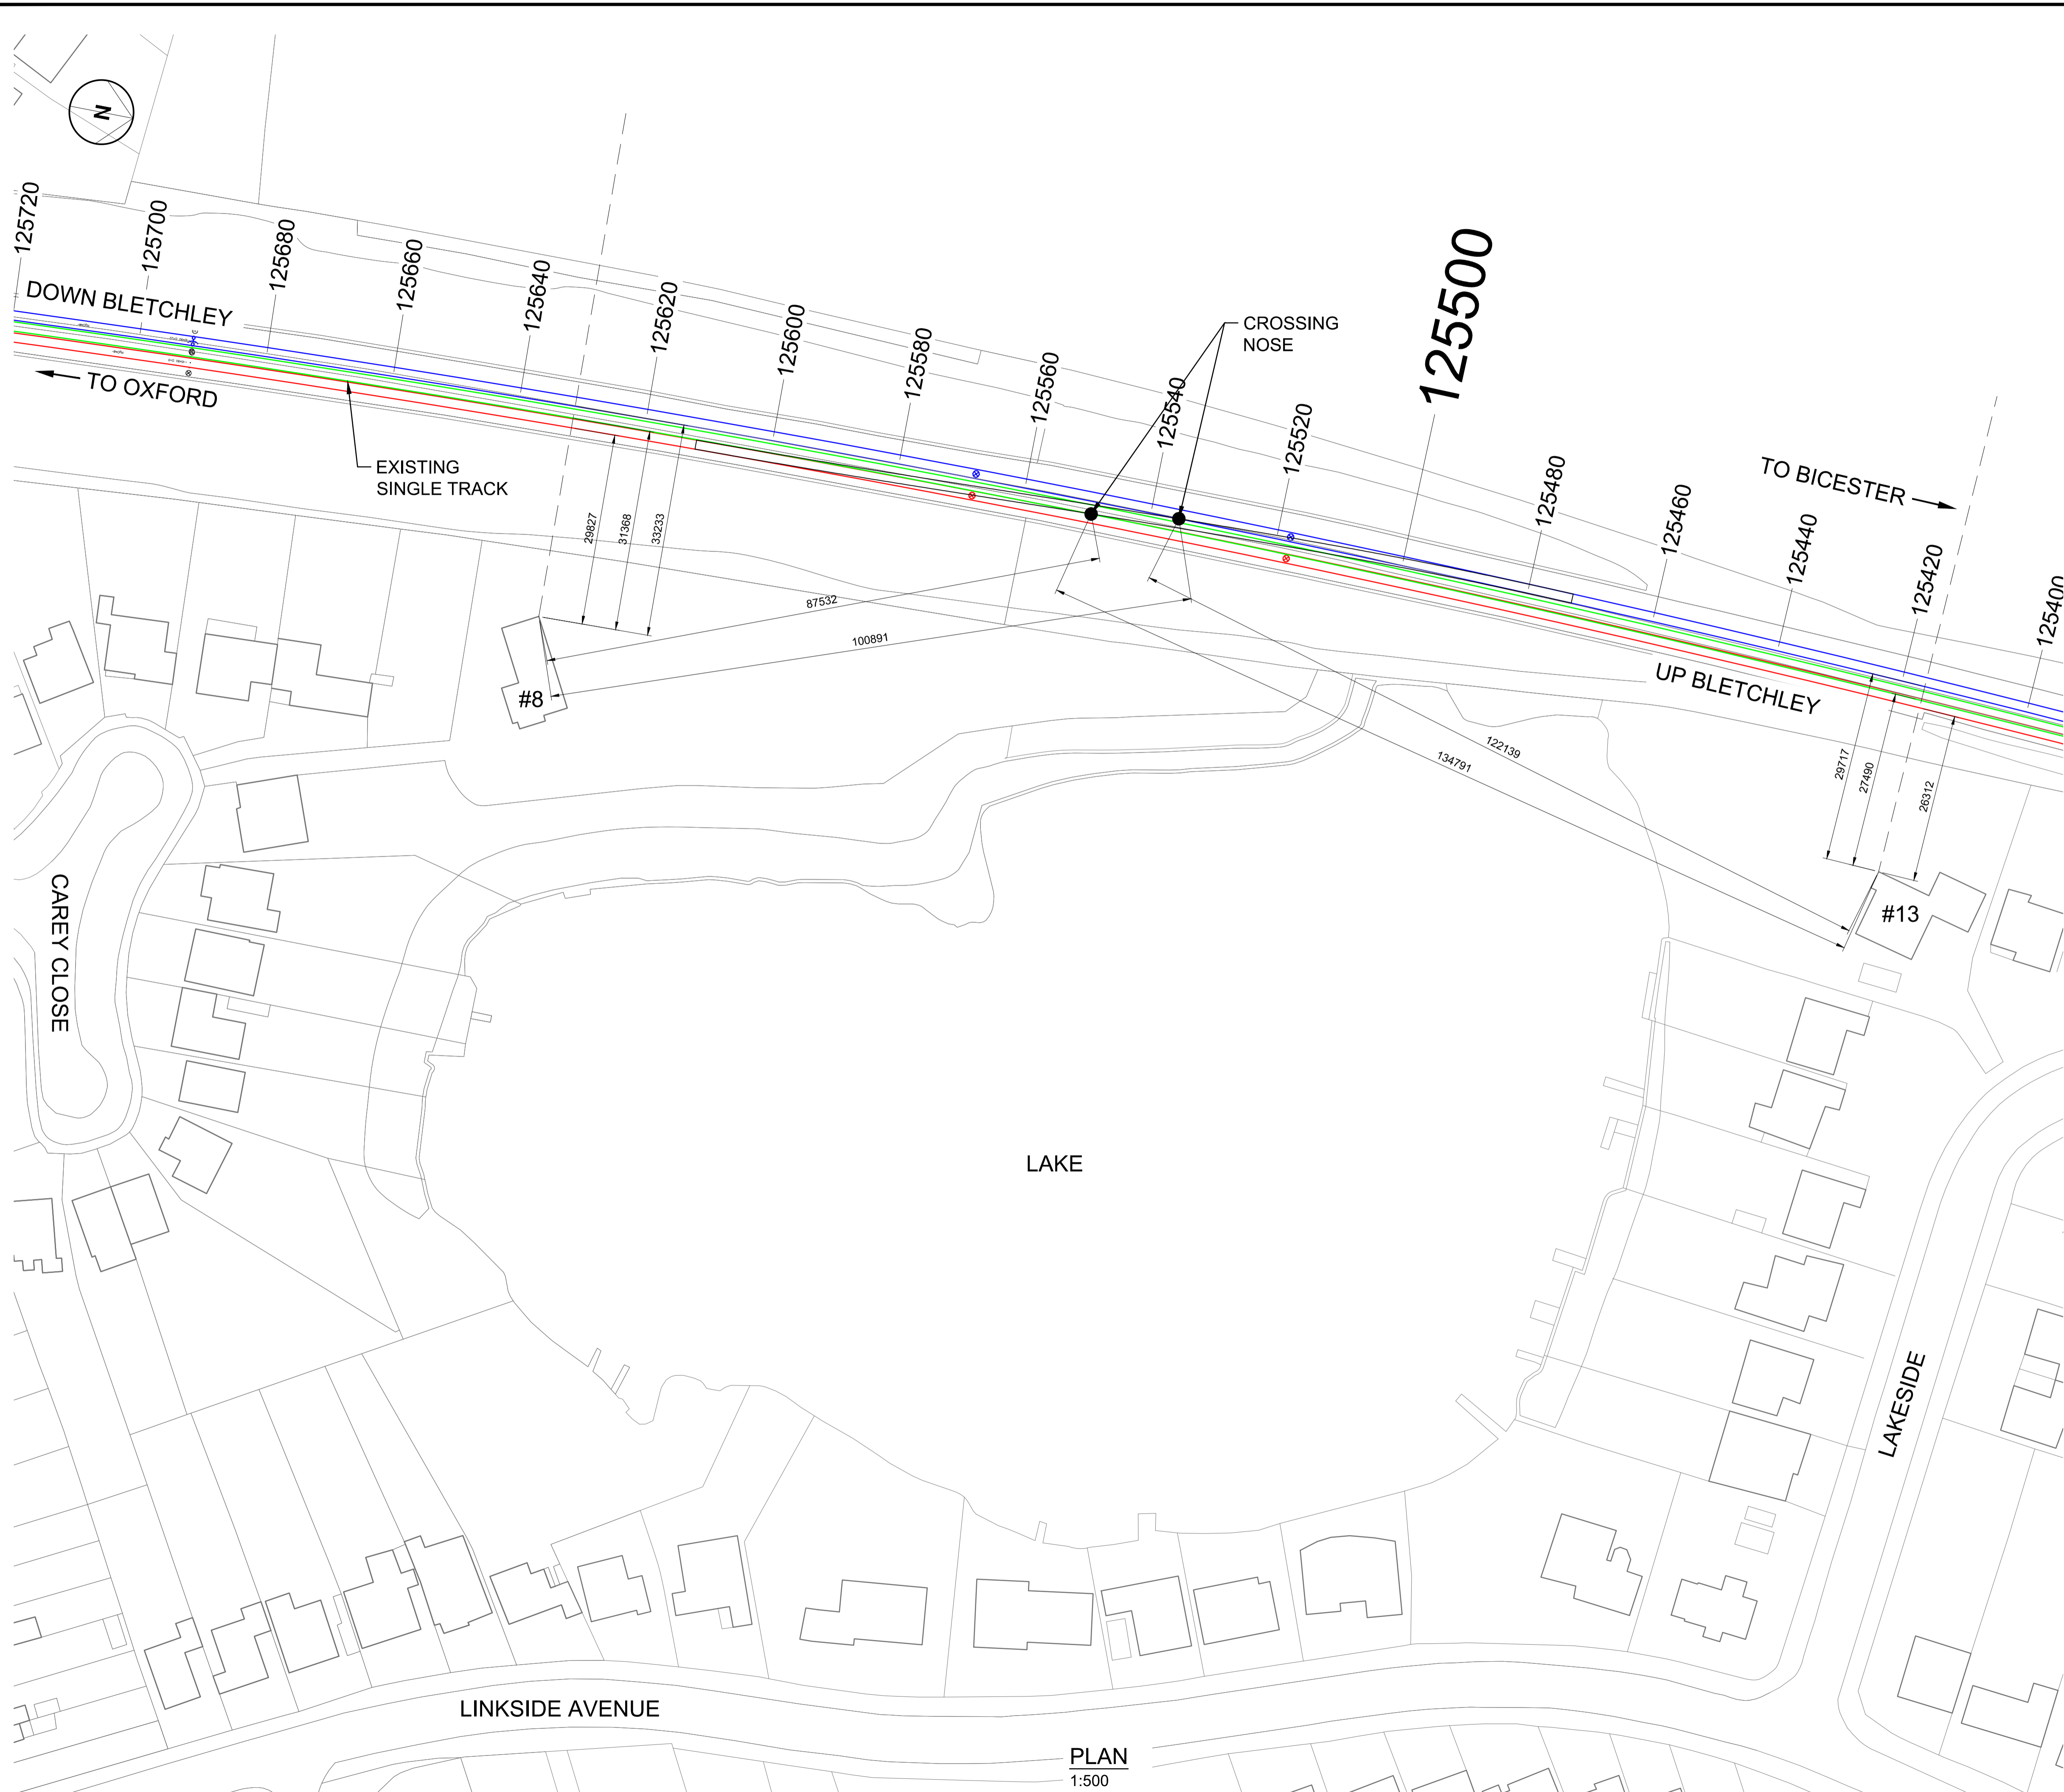 N
125720
125700
125680
125660
125640
125620
125600
125580
125560
125540
125520
125500
125480
125460
125440
125420
125400
DOWN BLETCHLEY
TO OXFORD
EXISTING
SINGLE TRACK
CROSSING
NOSE
TO BICESTER
UP BLETCHLEY
29827
31368
33233
87532
100891
122139
134791
29717
27490
26312
#8
#13
CAREY CLOSE
LAKE
LAKESIDE
LINKSIDE AVENUE
PLAN
1:500